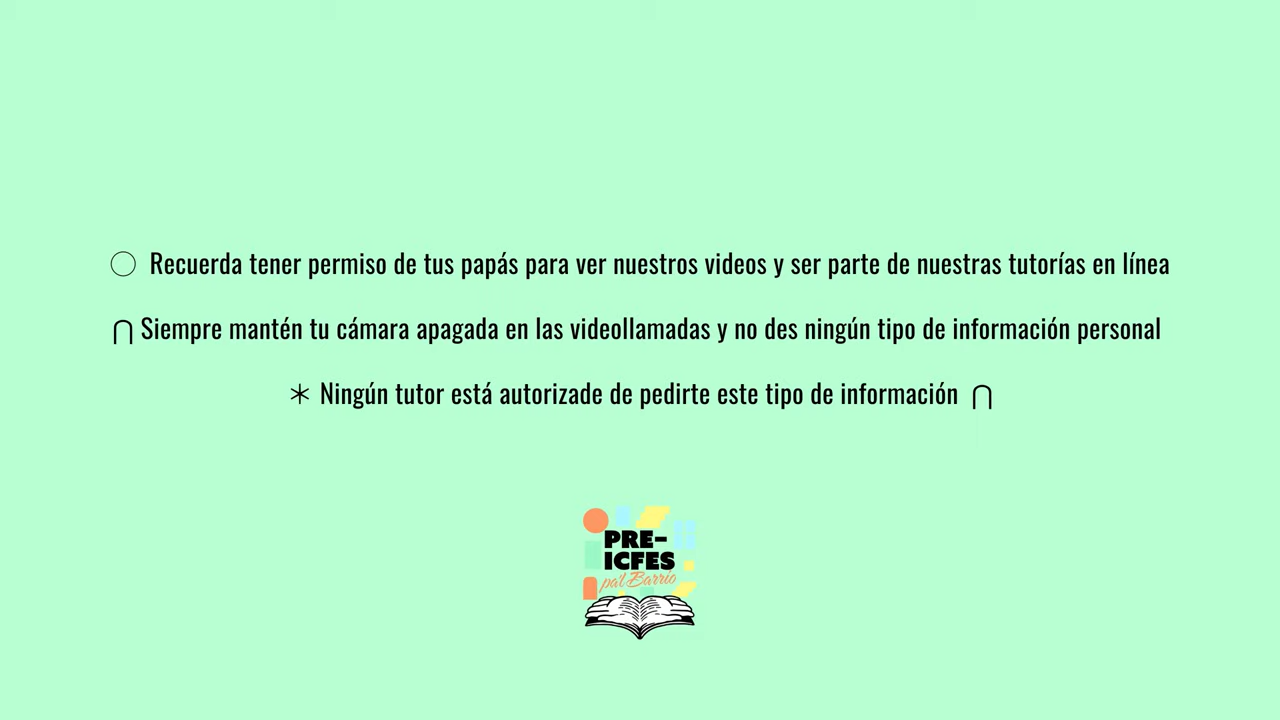 ◯ Recuerda tener permiso de tus papás para ver nuestros videos y ser parte de nuestras tutorías en línea
⋂ Siempre mantén tu cámara apagada en las videollamadas y no des ningún tipo de información personal
＊ Ningún tutor está autorizade de pedirte este tipo de información ⋂
PRE-
ICFES
pa'l Barrio